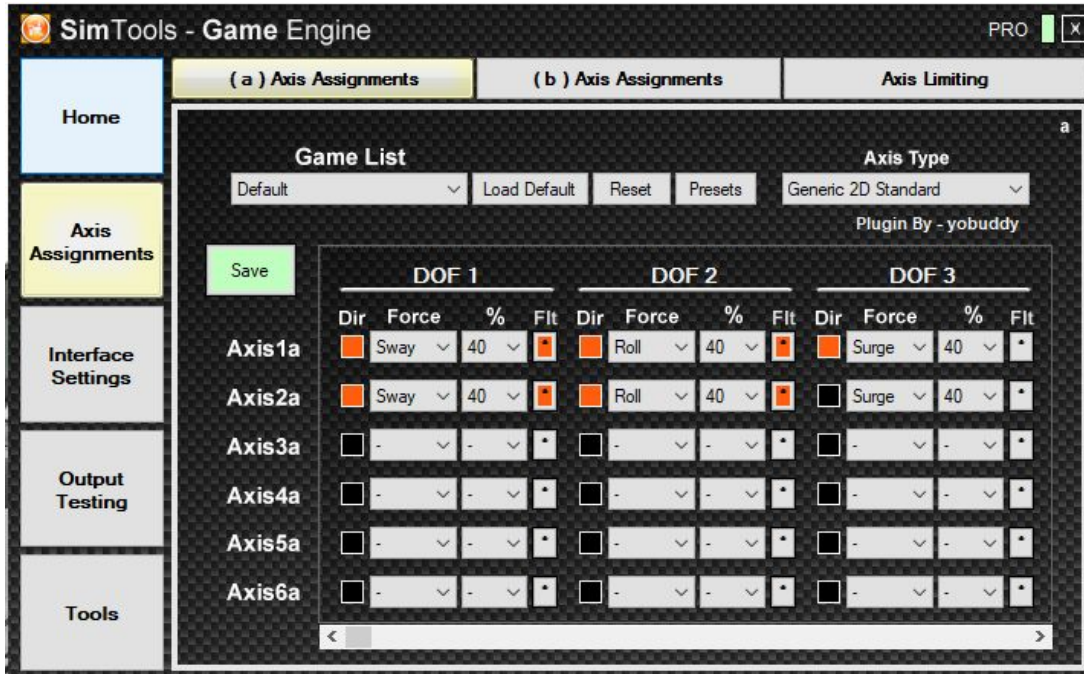 SimTools - Game Engine PRO X
Home
( a ) Axis Assignments ( b ) Axis Assignments Axis Limiting
a
Game List Axis Type
Default Load Default Reset Presets Generic 2D Standard
Plugin By - yobuddy
Axis Assignments
Save
DOF 1 DOF 2 DOF 3
Dir Force % Flt Dir Force % Flt Dir Force % Flt
Axis1a Sway 40 * Roll 40 * Surge 40 *
Axis2a Sway 40 * Roll 40 * Surge 40 *
Axis3a - - * - - * - - *
Axis4a - - * - - * - - *
Axis5a - - * - - * - - *
Axis6a - - * - - * - - *
Interface Settings
Output Testing
Tools
< >